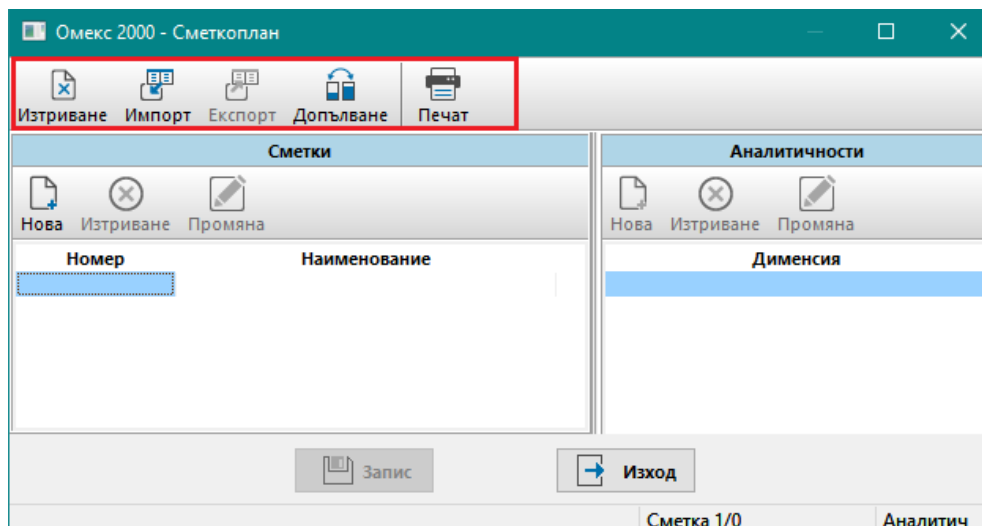 Омекс 2000 - Сметкоплан
Изтриване Импорт Експорт Допълване Печат
Сметки
Нова Изтриване Промяна
Номер Наименование
Аналитичности
Нова Изтриване Промяна
Дименсия
Запис Изход
Сметка 1/0 Аналитич